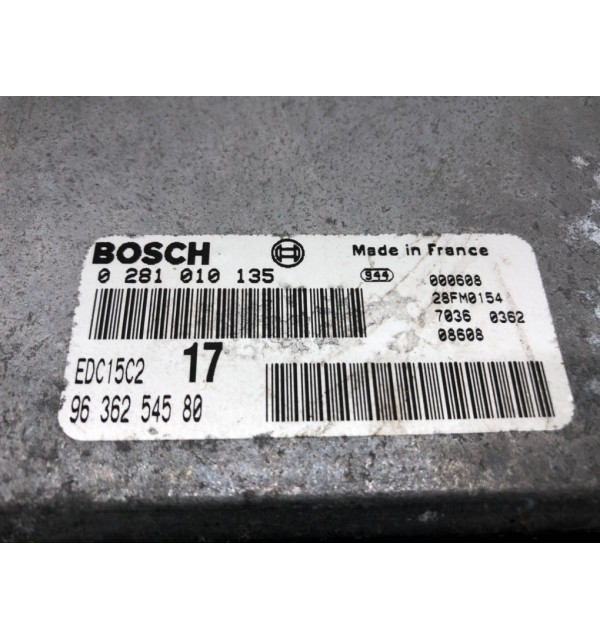 BOSCH
Made in France
0 281 010 135
S44
000608
28FM0154
7036 0362
08608
EDC15C2
17
96 362 545 80